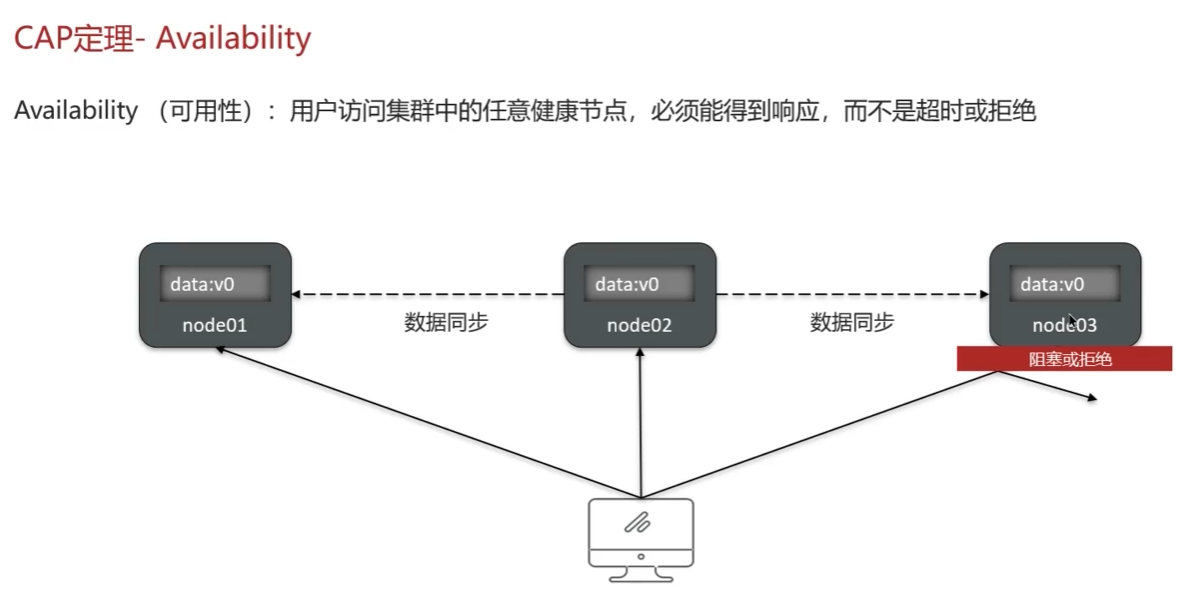 CAP定理- Availability
Availability （可用性）：用户访问集群中的任意健康节点，必须能得到响应，而不是超时或拒绝
data:v0
data:v0
data:v0
node01
数据同步
node02
数据同步
node03
阻塞或拒绝